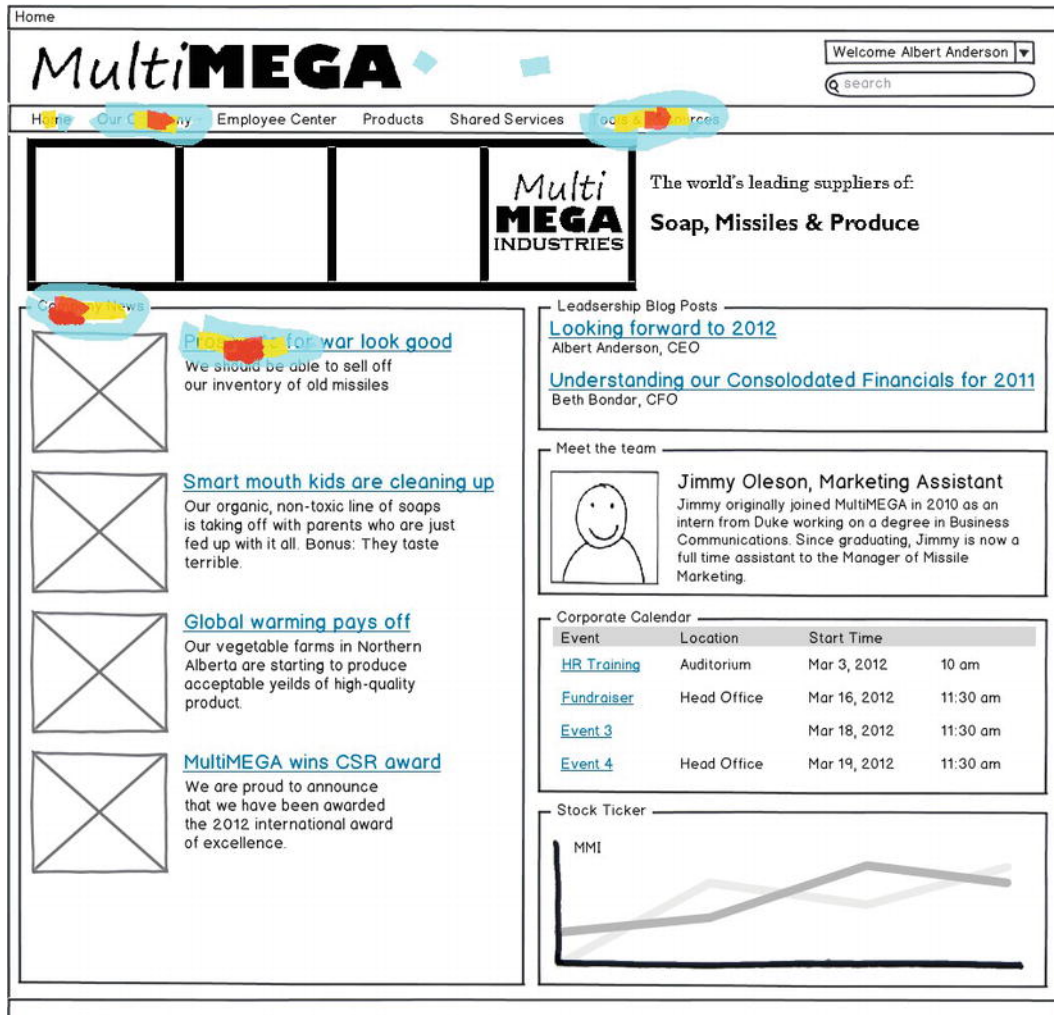 Home
MultiMEGA
Welcome Albert Anderson
search
Home Our Company Employee Center Products Shared Services Tools & Resources
Multi
MEGA
INDUSTRIES
The world's leading suppliers of:
Soap, Missiles & Produce
Company News
for war look good
We should be able to sell off
our inventory of old missiles
Smart mouth kids are cleaning up
Our organic, non-toxic line of soaps
is taking off with parents who are just
fed up with it all. Bonus: They taste
terrible.
Global warming pays off
Our vegetable farms in Northern
Alberta are starting to produce
acceptable yeilds of high-quality
product.
MultiMEGA wins CSR award
We are proud to announce
that we have been awarded
the 2012 international award
of excellence.
Leadsership Blog Posts
Looking forward to 2012
Albert Anderson, CEO
Understanding our Consolodated Financials for 2011
Beth Bondar, CFO
Meet the team
Jimmy Oleson, Marketing Assistant
Jimmy originally joined MultiMEGA in 2010 as an
intern from Duke working on a degree in Business
Communications. Since graduating, Jimmy is now a
full time assistant to the Manager of Missile
Marketing.
Corporate Calendar
Event Location Start Time
HR Training Auditorium Mar 3, 2012 10 am
Fundraiser Head Office Mar 16, 2012 11:30 am
Event 3 Mar 18, 2012 11:30 am
Event 4 Head Office Mar 19, 2012 11:30 am
Stock Ticker
MMI